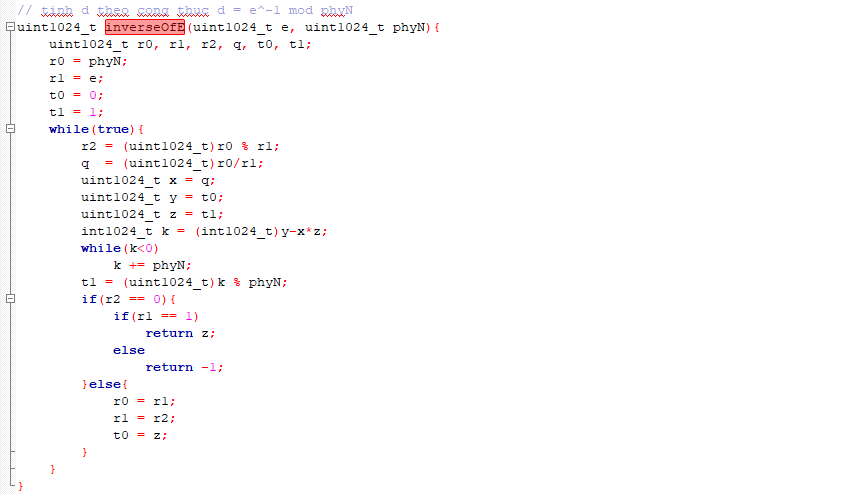 // tinh d theo cong thuc d = e^-1 mod phyN
uint1024_t inverseOfE(uint1024_t e, uint1024_t phyN){
    uint1024_t r0, r1, r2, q, t0, t1;
    r0 = phyN;
    r1 = e;
    t0 = 0;
    t1 = 1;
    while(true){
        r2 = (uint1024_t)r0 % r1;
        q  = (uint1024_t)r0/r1;
        uint1024_t x = q;
        uint1024_t y = t0;
        uint1024_t z = t1;
        int1024_t k = (int1024_t)y-x*z;
        while(k<0)
            k += phyN;
        t1 = (uint1024_t)k % phyN;
        if(r2 == 0){
            if(r1 == 1)
                return z;
            else
                return -1;
        }else{
            r0 = r1;
            r1 = r2;
            t0 = z;
        }
    }
}